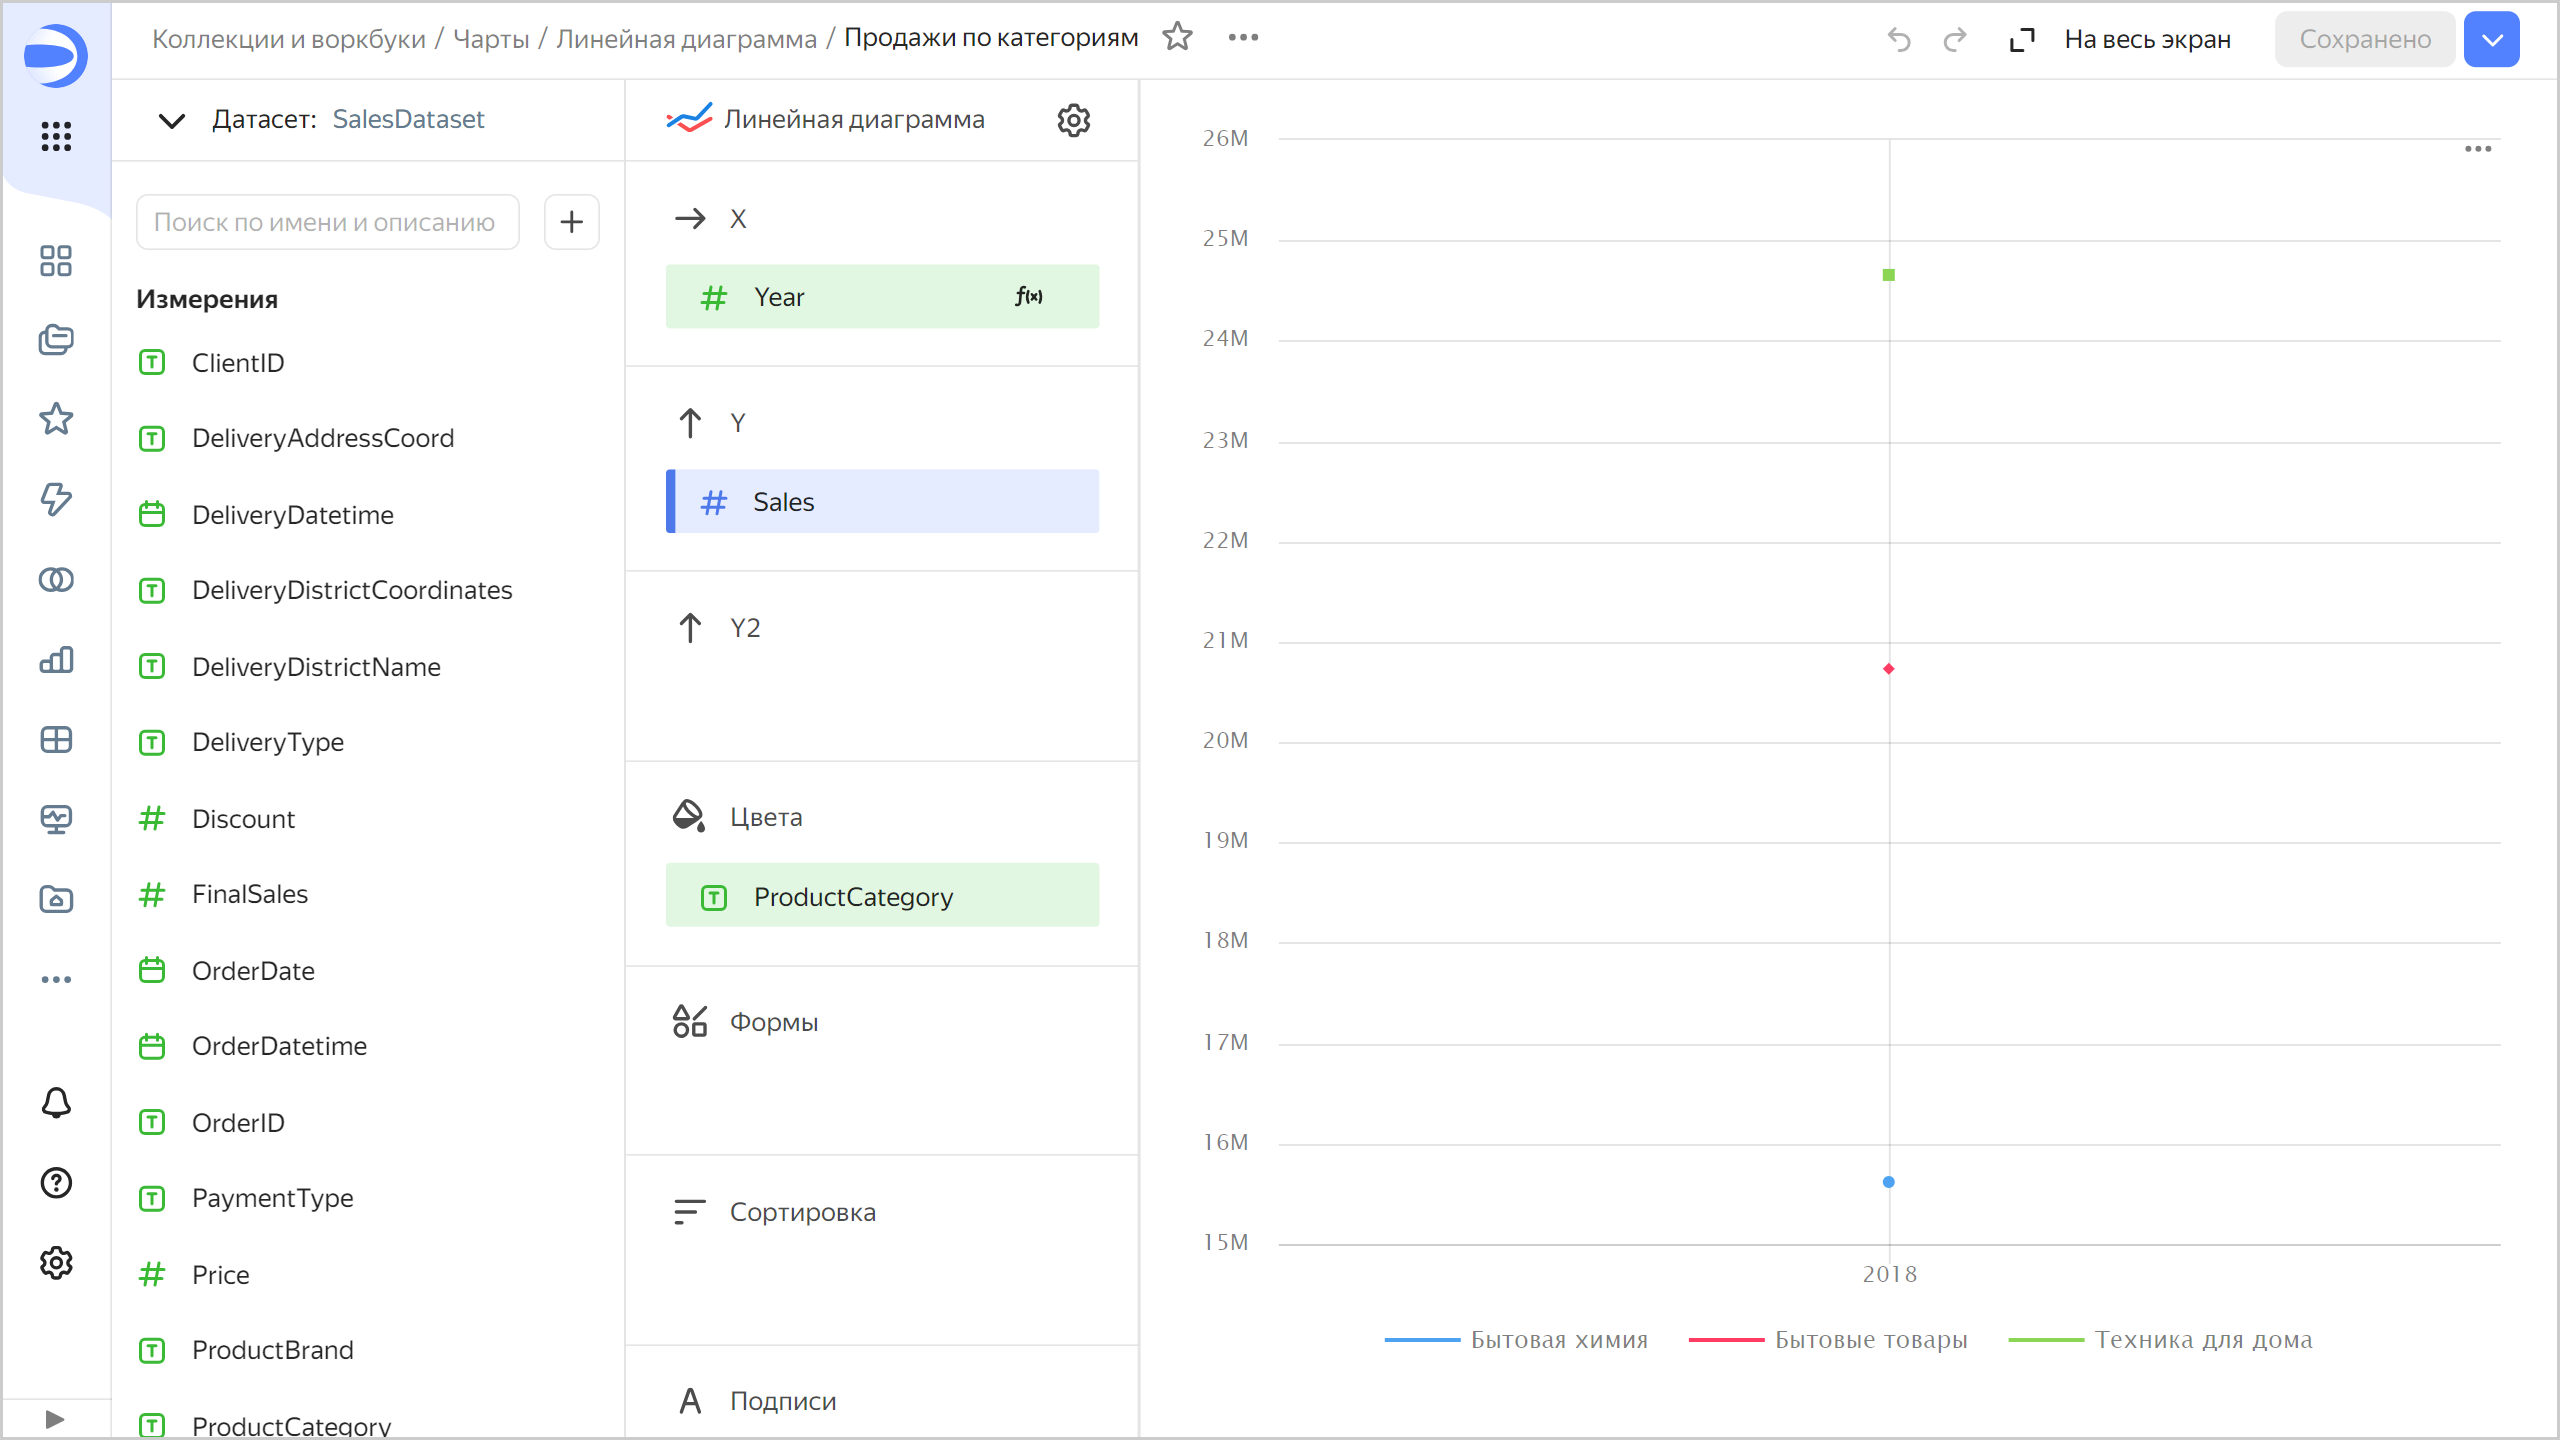 Коллекции и воркбуки / Чарты / Линейная диаграмма / Продажи по категориям
На весь экран
Сохранено
Датасет: SalesDataset
Поиск по имени и описанию
Измерения
ClientID
DeliveryAddressCoord
DeliveryDatetime
DeliveryDistrictCoordinates
DeliveryDistrictName
DeliveryType
Discount
FinalSales
OrderDate
OrderDatetime
OrderID
PaymentType
Price
ProductBrand
ProductCategory
Линейная диаграмма
X
Year
f(x)
Y
Sales
Y2
Цвета
ProductCategory
Формы
Сортировка
Подписи
26M
25M
24M
23M
22M
21M
20M
19M
18M
17M
16M
15M
2018
Бытовая химия
Бытовые товары
Техника для дома